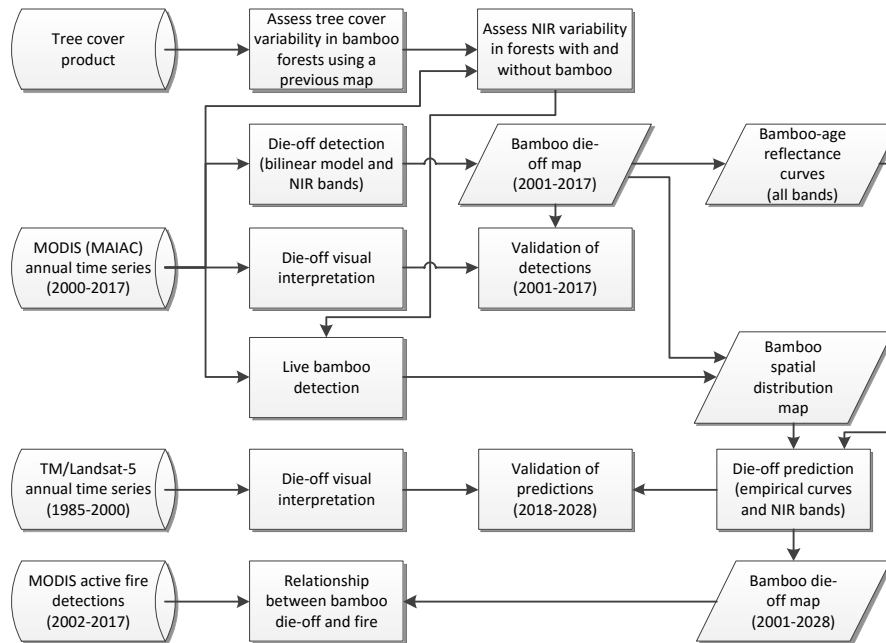 Tree cover
product
Assess tree cover
variability in bamboo
forests using a
previous map
Assess NIR variability
in forests with and
without bamboo
Die-off detection
(bilinear model and
NIR bands)
Bamboo die-
off map
(2001-2017)
Bamboo-age
reflectance
curves
(all bands)
MODIS (MAIAC)
annual time series
(2000-2017)
Die-off visual
interpretation
Validation of
detections
(2001-2017)
Live bamboo
detection
Bamboo
spatial
distribution
map
TM/Landsat-5
annual time series
(1985-2000)
Die-off visual
interpretation
Validation of
predictions
(2018-2028)
Die-off prediction
(empirical curves
and NIR bands)
MODIS active fire
detections
(2002-2017)
Relationship
between bamboo
die-off and fire
Bamboo die-
off map
(2001-2028)